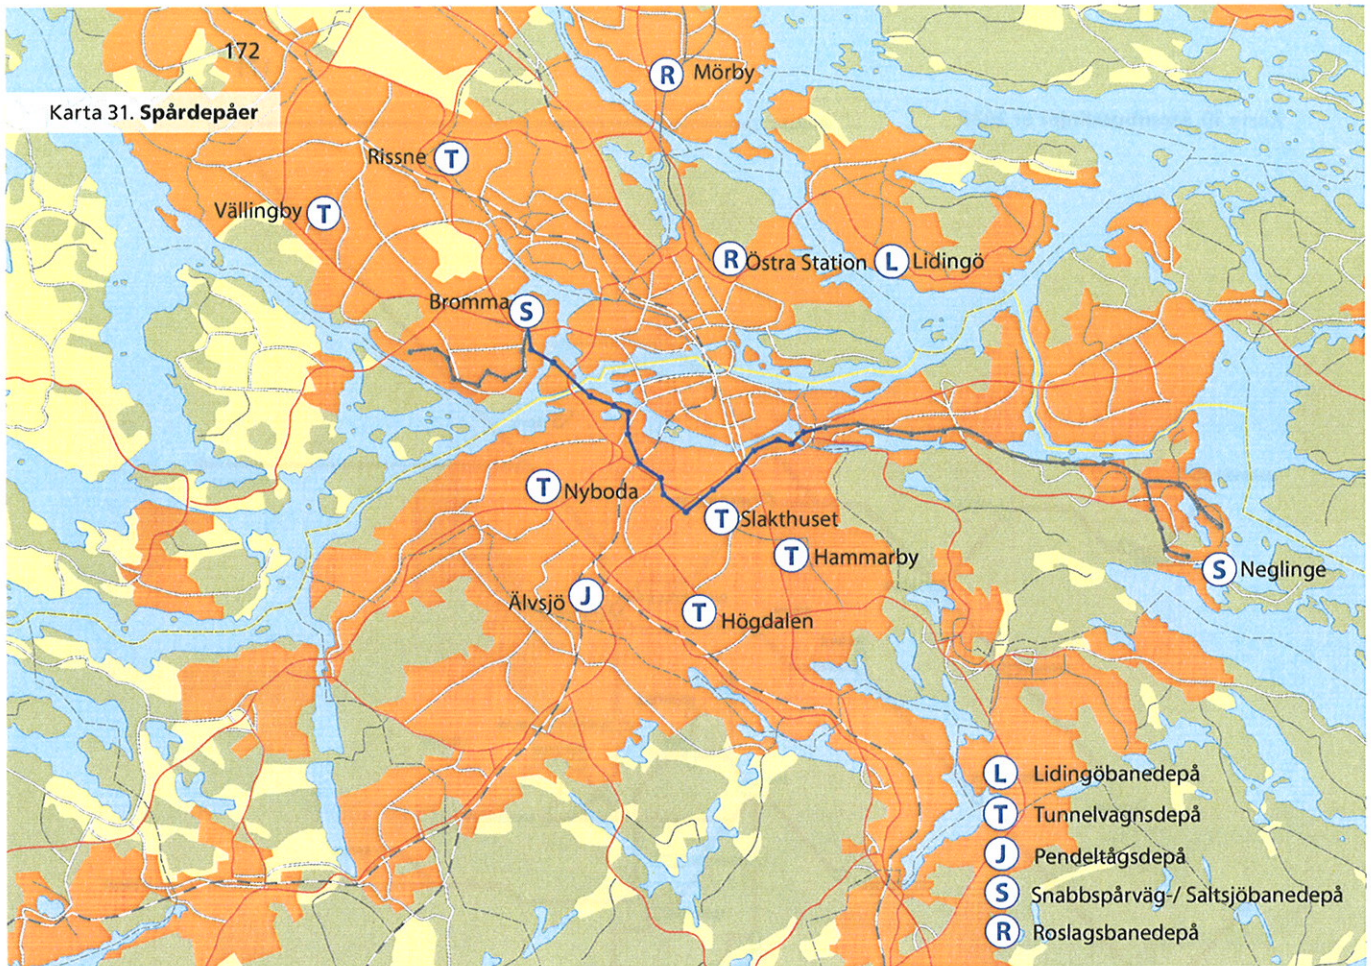 172
Karta 31. Spårdepåer
R Mörby
Rissne T
Vällingby T
R Östra Station
L Lidingö
Bromma S
T Nyboda
T Slakthuset
T Hammarby
S Neglinge
Älvsjö J
T Högdalen
L Lidingöbanedepå
T Tunnelvagnsdepå
J Pendeltågsdepå
S Snabbspårväg-/ Saltsjöbanedepå
R Roslagsbanedepå